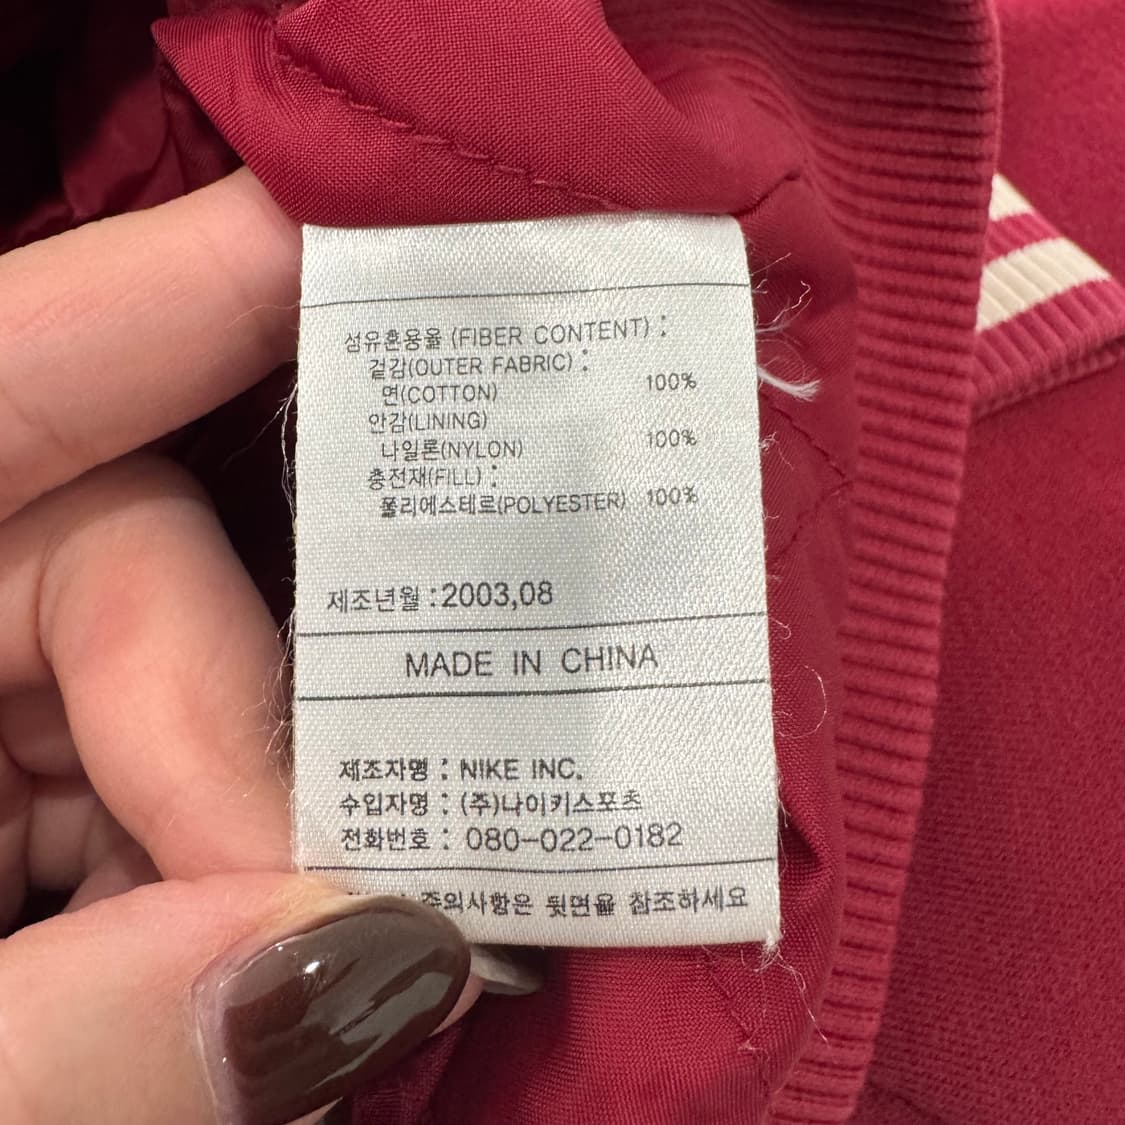 섬유혼용율 (FIBER CONTENT) :
겉감(OUTER FABRIC) :
면(COTTON) 100%
안감(LINING)
나일론(NYLON) 100%
충전재(FILL) :
폴리에스테르(POLYESTER) 100%
제조년월 :2003,08
MADE IN CHINA
제조자명 : NIKE INC.
수입자명 : (주)나이키스포츠
전화번호 : 080-022-0182
주의사항은 뒷면을 참조하세요